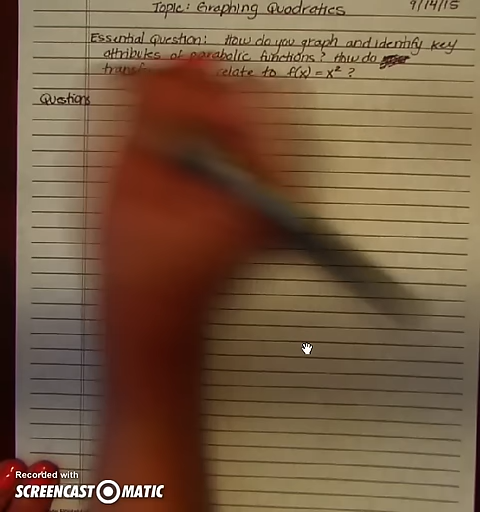 Topic: Graphing Quadratics
9/14/15
Essential Question: How do you graph and identify key
attributes of parabolic functions? How do
relate to f(x) = x² ?
Questions
Recorded with
SCREENCAST-O-MATIC